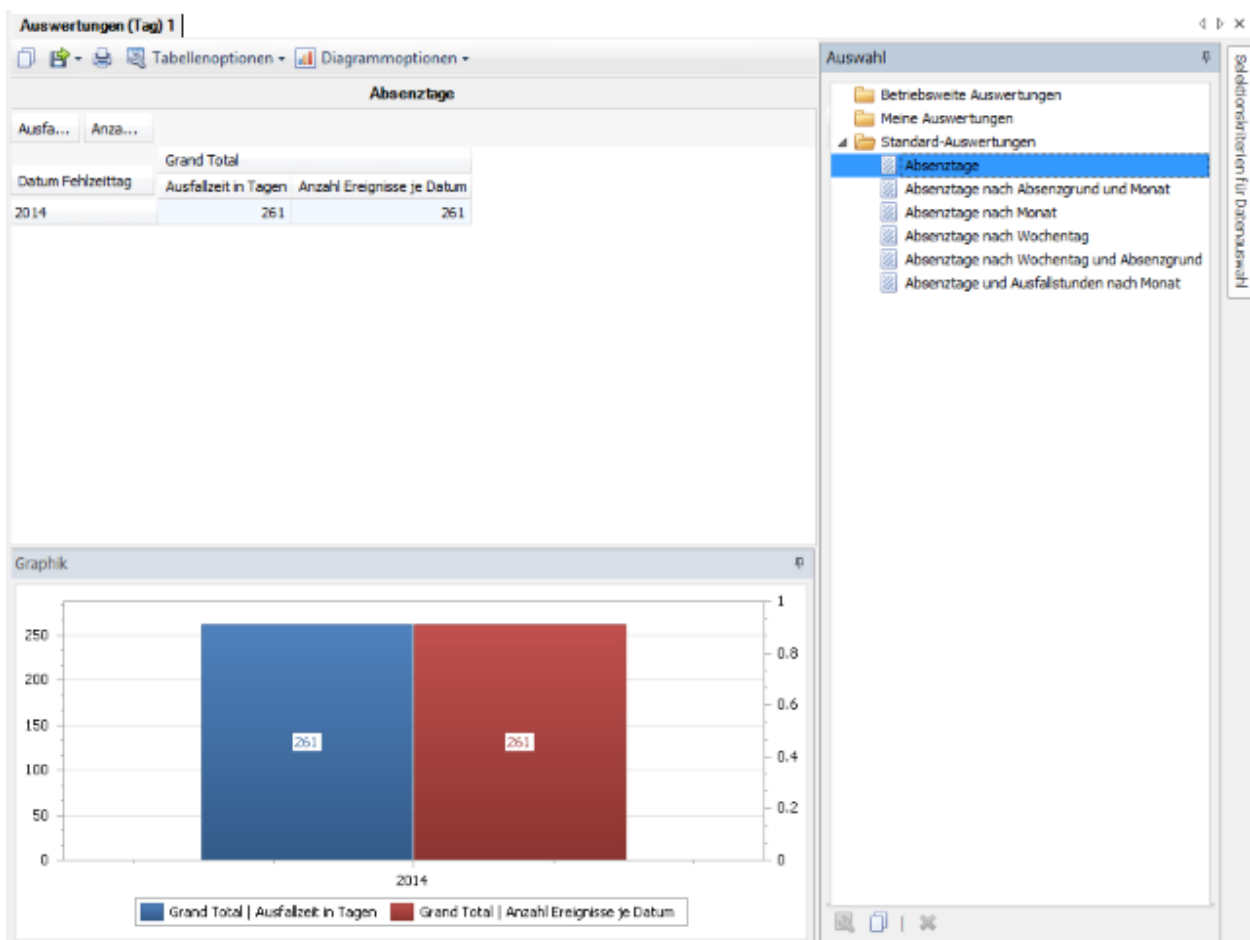 Auswertungen (Tag) 1
Tabellenoptionen
Diagrammoptionen
Absenztage
Ausfa...
Anza...
Grand Total
Datum Fehlzeittag
Ausfallzeit in Tagen
Anzahl Ereignisse je Datum
2014
261
261
Graphik
250
200
150
100
50
0
261
261
1
0.8
0.6
0.4
0.2
0
2014
Grand Total | Ausfallzeit in Tagen
Grand Total | Anzahl Ereignisse je Datum
Auswahl
Betriebsweite Auswertungen
Meine Auswertungen
Standard-Auswertungen
Absenztage
Absenztage nach Absenzgrund und Monat
Absenztage nach Monat
Absenztage nach Wochentag
Absenztage nach Wochentag und Absenzgrund
Absenztage und Ausfallstunden nach Monat
Selektionskriterien für Datenauswahl